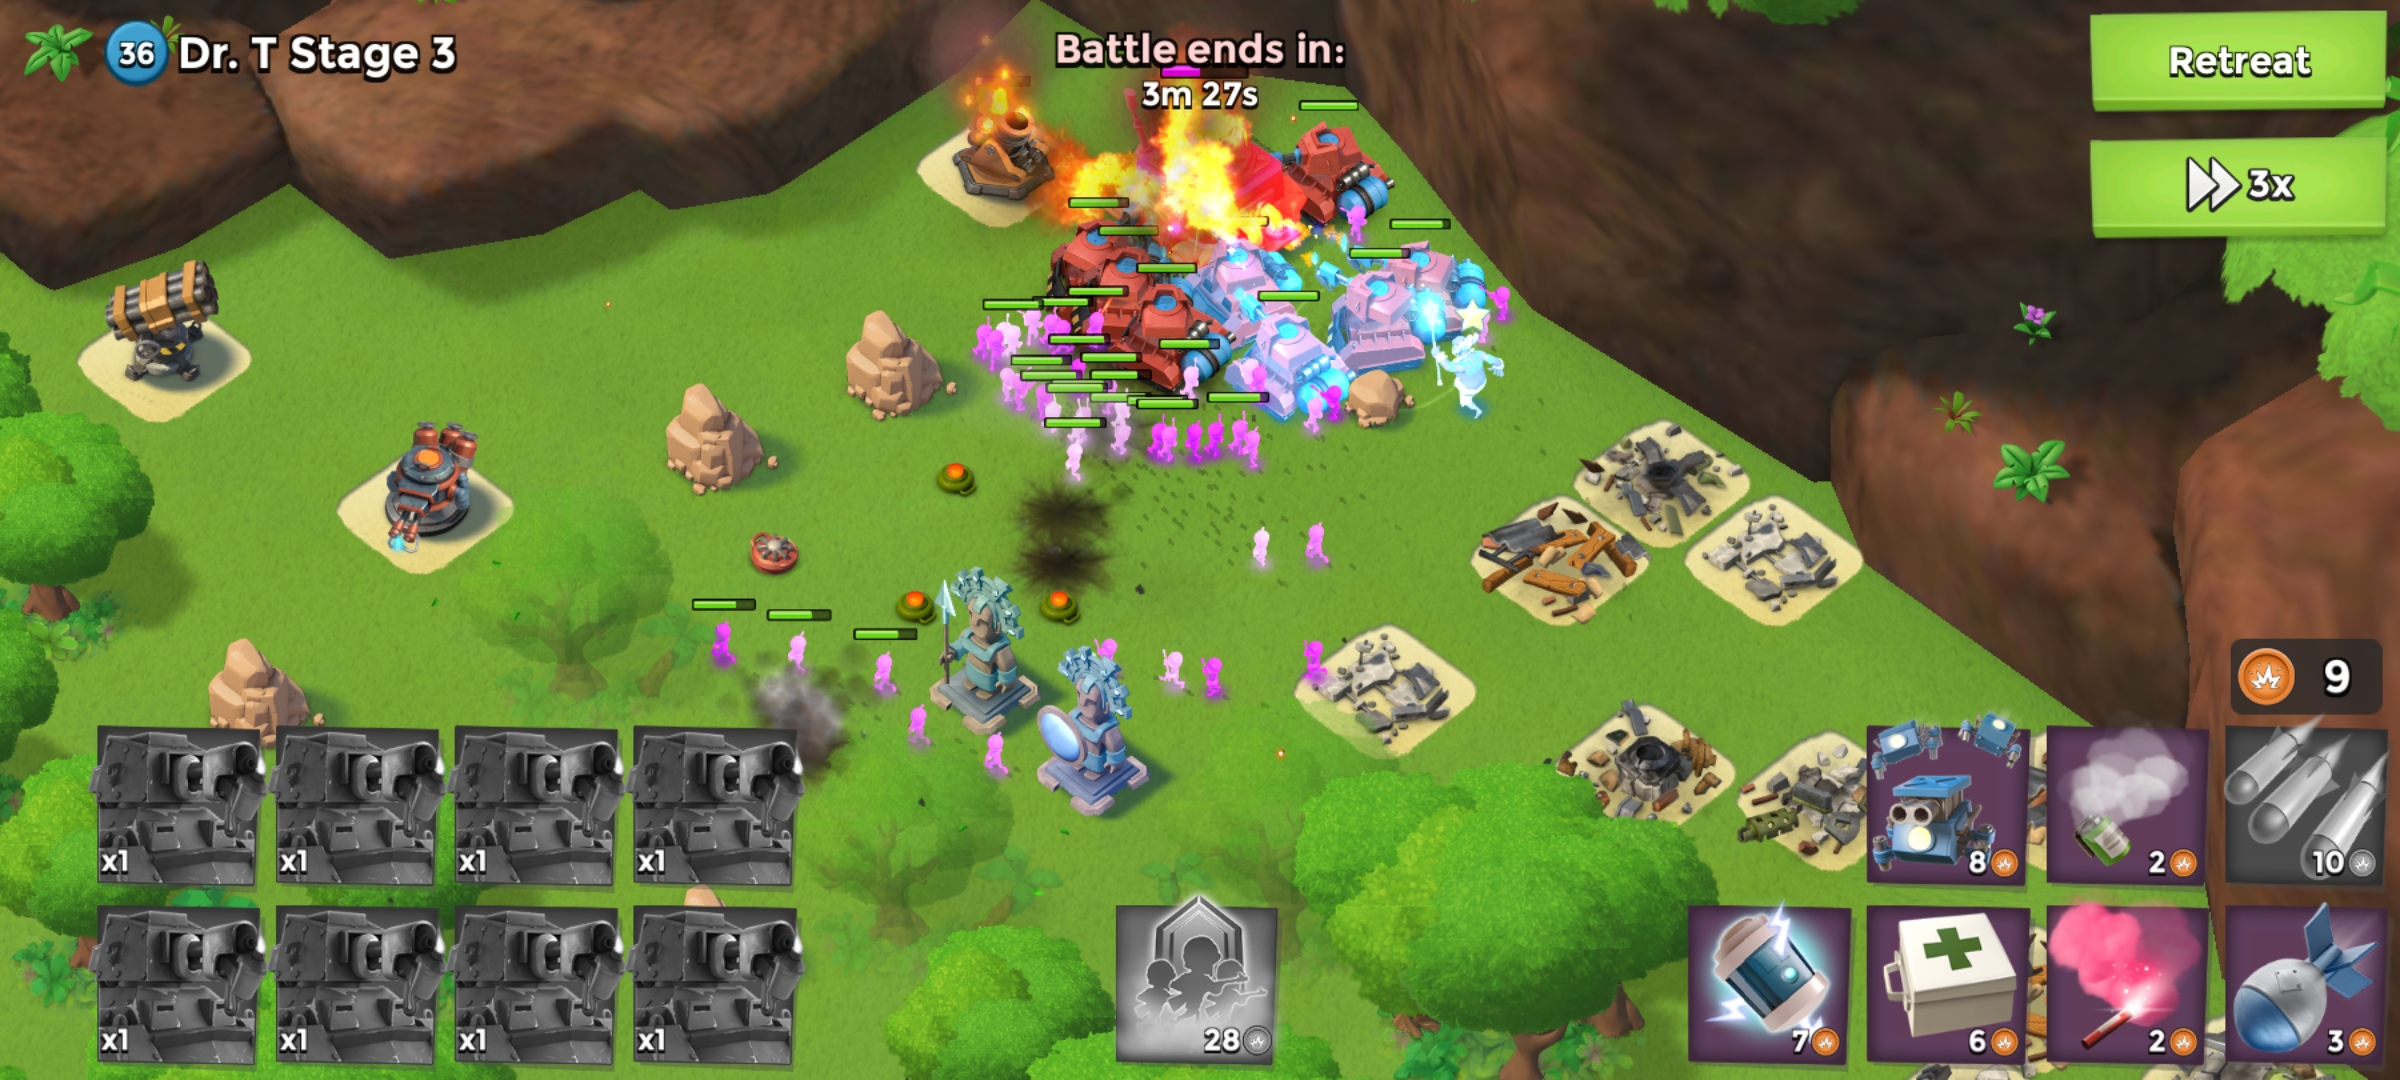 36 Dr. T Stage 3
Battle ends in:
3m 27s
Retreat
3x
9
x1 x1 x1 x1
8 2 10
x1 x1 x1 x1
28
7 6 2 3